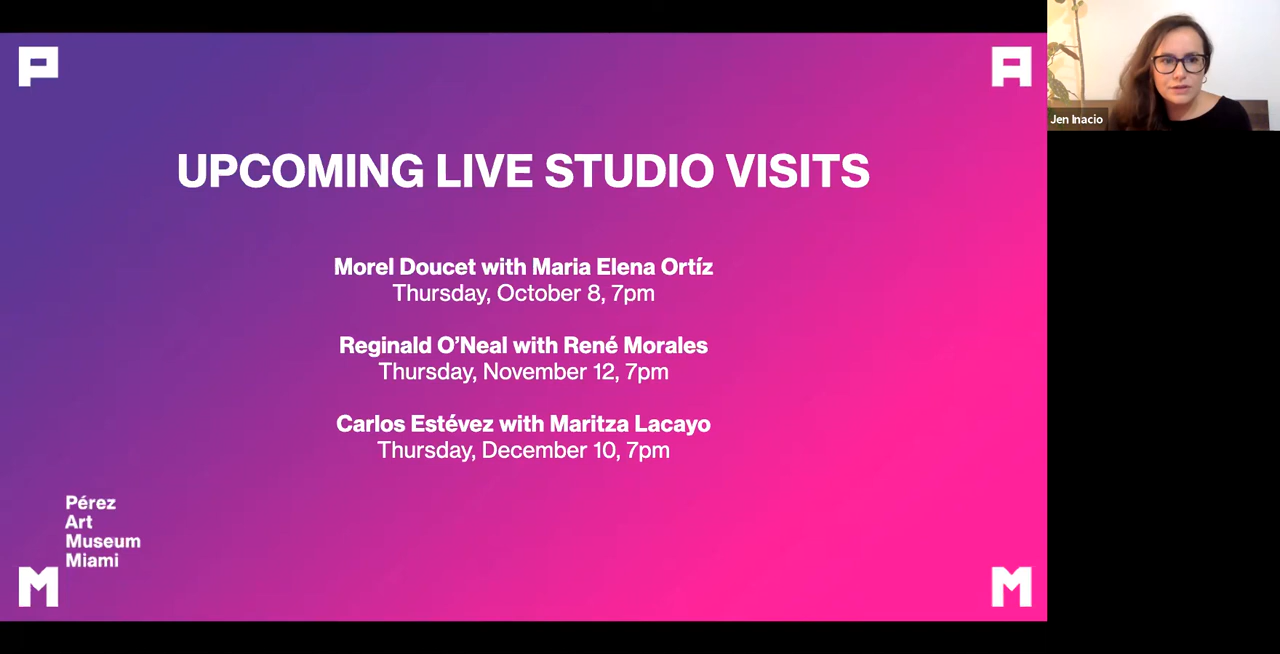 P
A
Jen Inacio
UPCOMING LIVE STUDIO VISITS
Morel Doucet with Maria Elena Ortíz
Thursday, October 8, 7pm
Reginald O’Neal with René Morales
Thursday, November 12, 7pm
Carlos Estévez with Maritza Lacayo
Thursday, December 10, 7pm
Pérez
Art
Museum
Miami
M
M